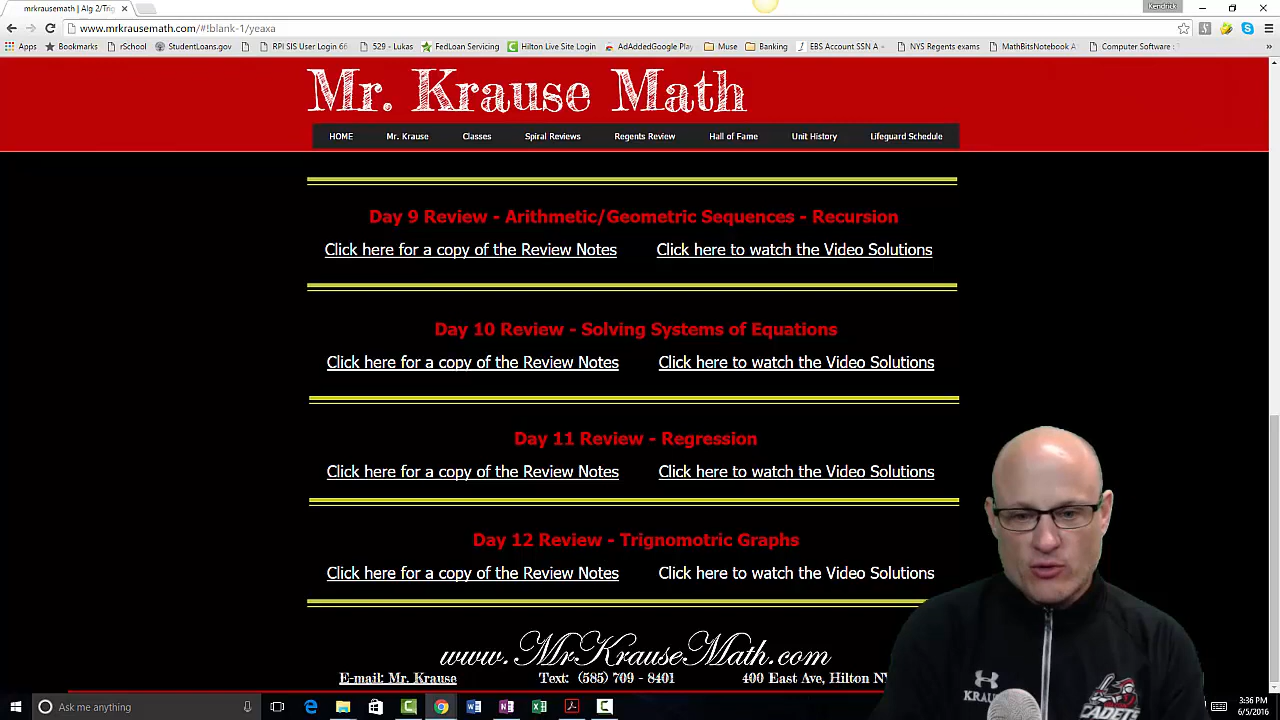 mrkrausemath | Alg 2/Trig
Kendrick
www.mrkrausemath.com/#!blank-1/yeaxa
Apps Bookmarks rSchool StudentLoans.gov RPI SIS User Login 529 - Lukas FedLoan Servicing Hilton Live Site Login AdAddedGoogle Play Muse Banking EBS Account SSN A NYS Regents exams MathBitsNotebook A Computer Software :
Mr. Krause Math
HOME Mr. Krause Classes Spiral Reviews Regents Review Hall of Fame Unit History Lifeguard Schedule
Day 9 Review - Arithmetic/Geometric Sequences - Recursion
Click here for a copy of the Review Notes Click here to watch the Video Solutions
Day 10 Review - Solving Systems of Equations
Click here for a copy of the Review Notes Click here to watch the Video Solutions
Day 11 Review - Regression
Click here for a copy of the Review Notes Click here to watch the Video Solutions
Day 12 Review - Trignomotric Graphs
Click here for a copy of the Review Notes Click here to watch the Video Solutions
www.MrKrauseMath.com
E-mail: Mr. Krause Text: (585) 709 - 8401 400 East Ave, Hilton NY
KRAU
CADETS
Ask me anything
3:36 PM
6/5/2016